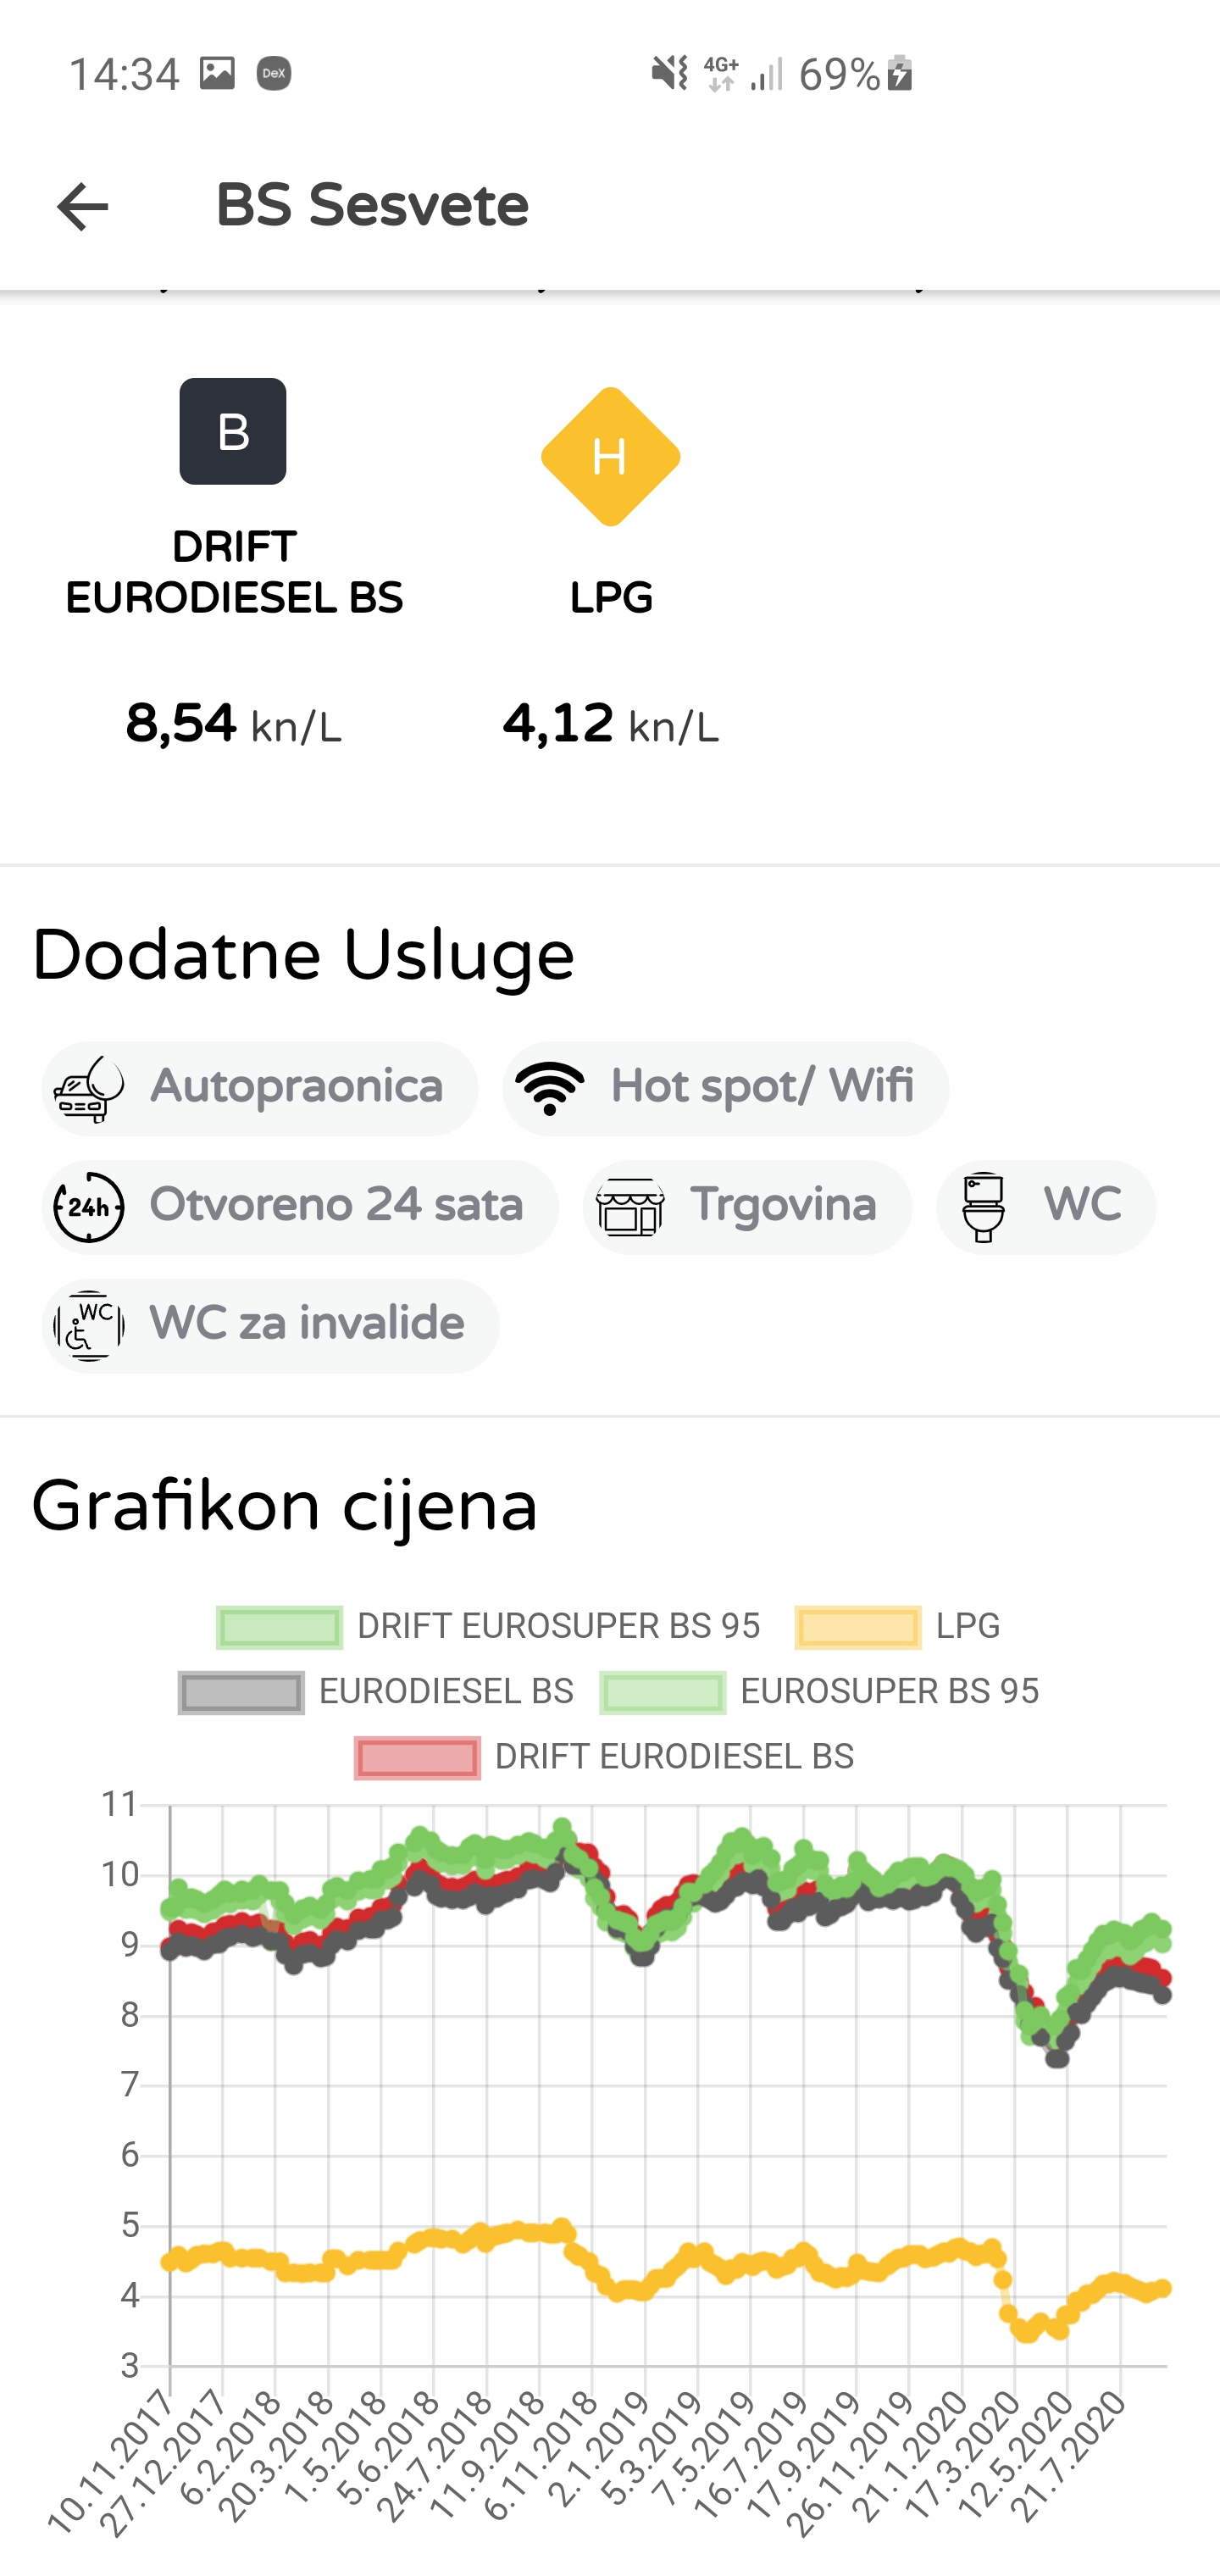 14:34 DeX 4G+ 69%
BS Sesvete
B H
DRIFT
EURODIESEL BS LPG
8,54 kn/L 4,12 kn/L
Dodatne Usluge
Autopraonica Hot spot/ Wifi
24h Otvoreno 24 sata Trgovina WC
WC WC za invalide
Grafikon cijena
DRIFT EUROSUPER BS 95 LPG
EURODIESEL BS EUROSUPER BS 95
DRIFT EURODIESEL BS
11
10
9
8
7
6
5
4
3
10.11.2017 27.12.2017 6.2.2018 20.3.2018 1.5.2018 5.6.2018 24.7.2018 11.9.2018 6.11.2018 2.1.2019 5.3.2019 7.5.2019 16.7.2019 17.9.2019 26.11.2019 21.1.2020 17.3.2020 12.5.2020 21.7.2020